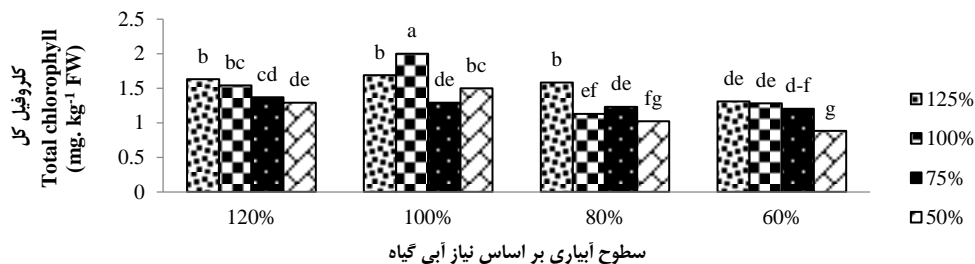 کلروفیل کل
Total chlorophyll
(mg. kg⁻¹ FW)
2.5
2
1.5
1
0.5
0
b bc cd de
b a de bc
b ef de fg
de de d-f g
120% 100% 80% 60%
سطوح آبیاری بر اساس نیاز آبی گیاه
125%
100%
75%
50%